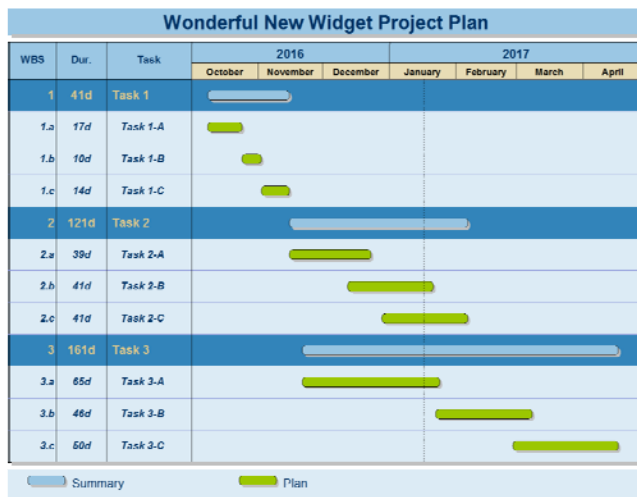 Wonderful New Widget Project Plan
WBS Dur. Task 2016 2017
October November December January February March April
1 41d Task 1
1.a 17d Task 1-A
1.b 10d Task 1-B
1.c 14d Task 1-C
2 121d Task 2
2.a 39d Task 2-A
2.b 41d Task 2-B
2.c 41d Task 2-C
3 161d Task 3
3.a 65d Task 3-A
3.b 46d Task 3-B
3.c 50d Task 3-C
Summary Plan